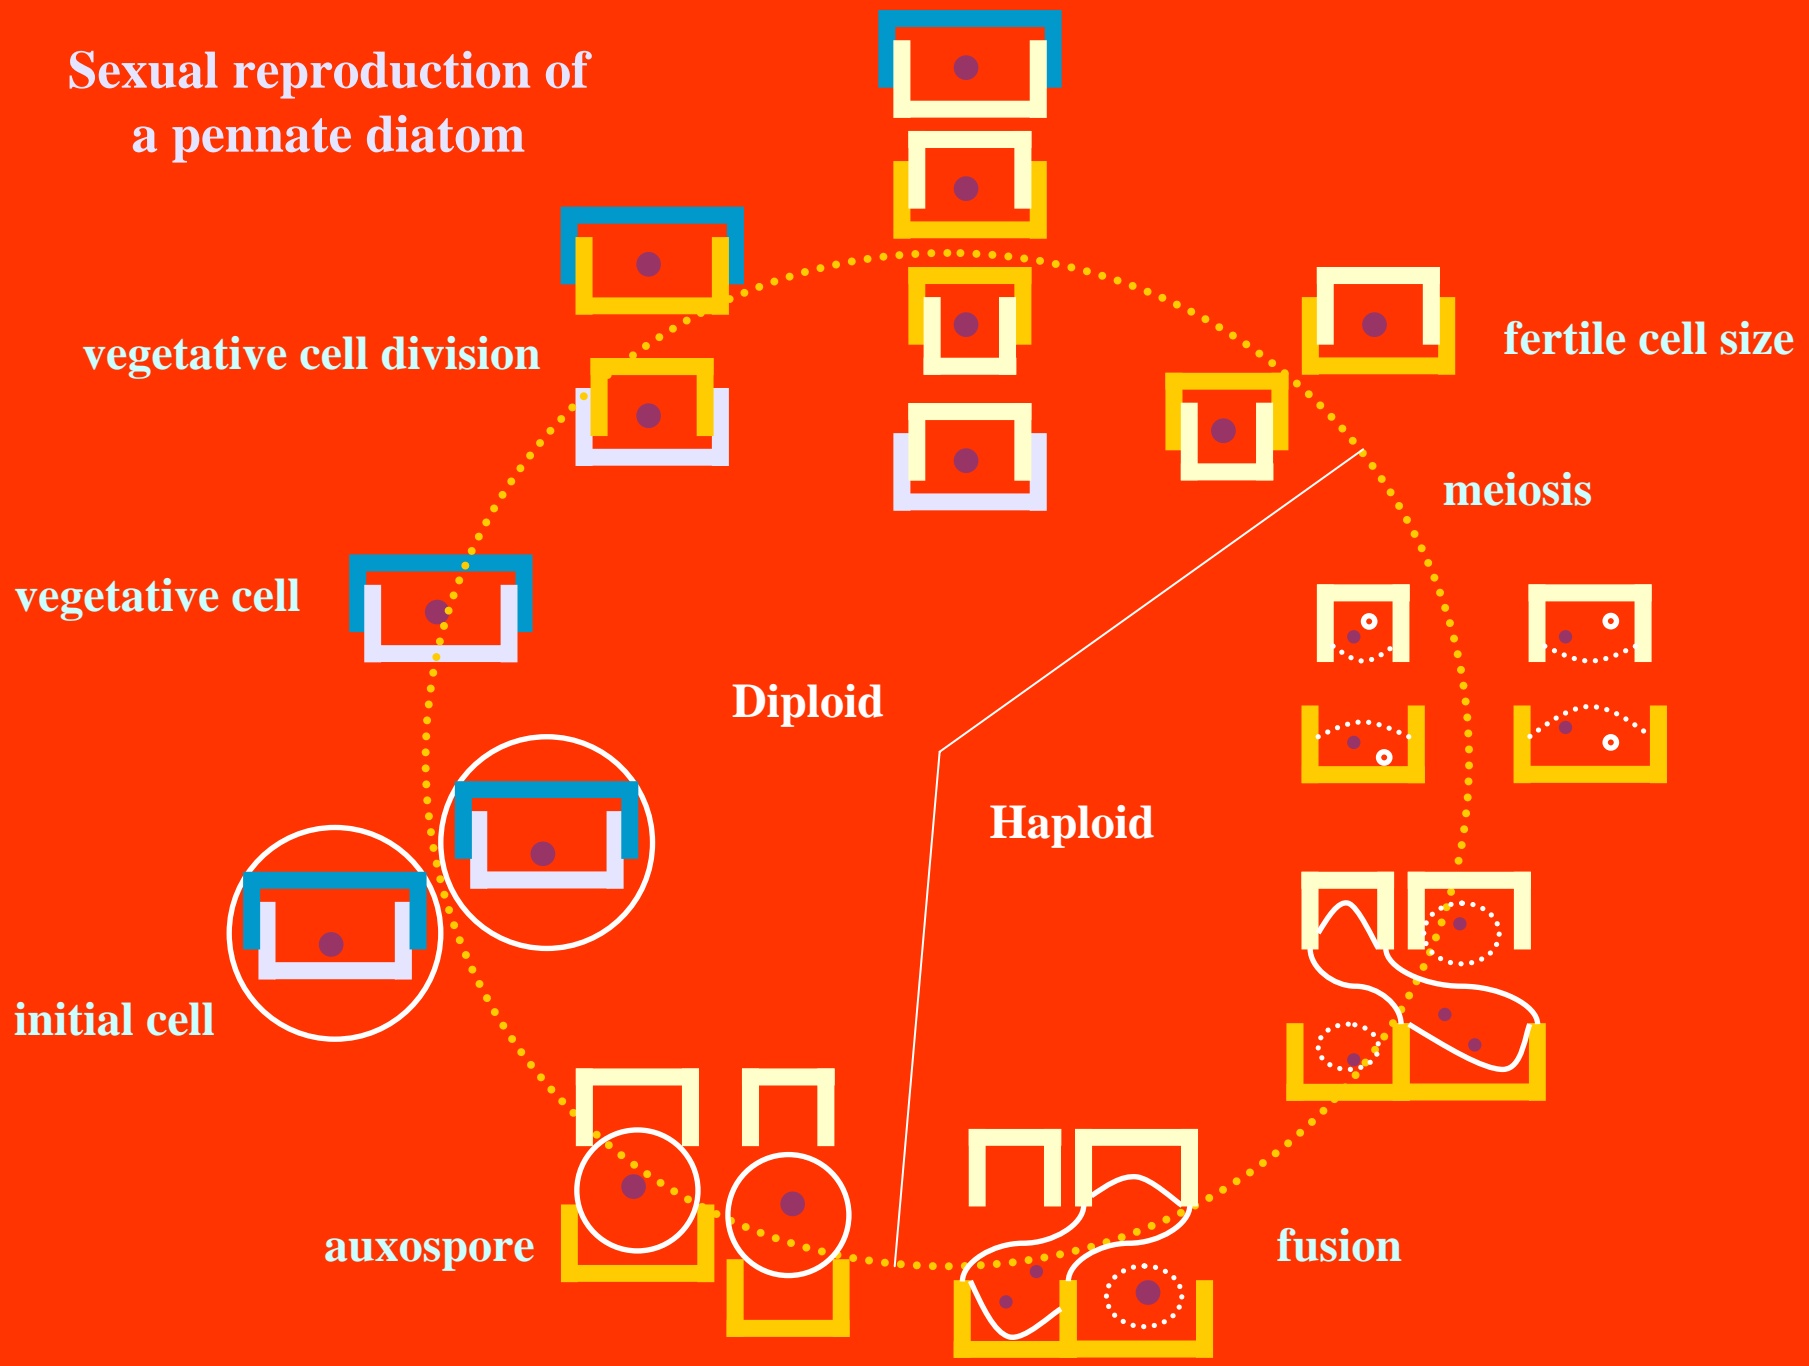 Sexual reproduction of
a pennate diatom
vegetative cell division
fertile cell size
meiosis
vegetative cell
Diploid
Haploid
initial cell
auxospore
fusion